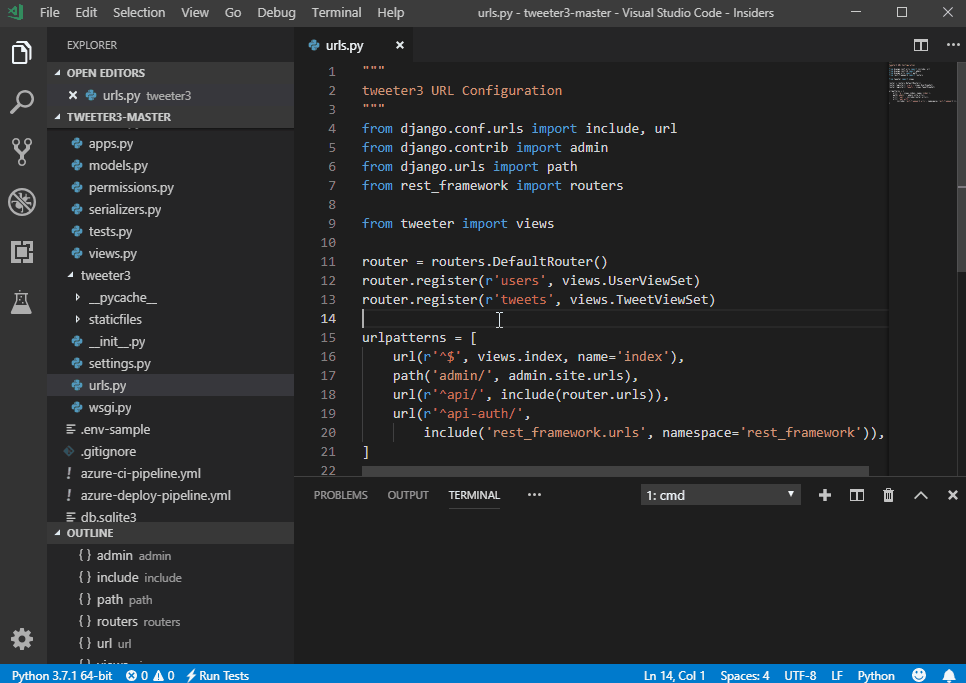 File Edit Selection View Go Debug Terminal Help urls.py - tweeter3-master - Visual Studio Code - Insiders
EXPLORER
OPEN EDITORS
urls.py tweeter3
TWEETER3-MASTER
apps.py
models.py
permissions.py
serializers.py
tests.py
views.py
tweeter3
__pycache__
staticfiles
__init__.py
settings.py
urls.py
wsgi.py
.env-sample
.gitignore
azure-ci-pipeline.yml
azure-deploy-pipeline.yml
db.sqlite3
OUTLINE
{} admin admin
{} include include
{} path path
{} routers routers
{} url url
urls.py
1 """
2 tweeter3 URL Configuration
3 """
4 from django.conf.urls import include, url
5 from django.contrib import admin
6 from django.urls import path
7 from rest_framework import routers
8
9 from tweeter import views
10
11 router = routers.DefaultRouter()
12 router.register(r'users', views.UserViewSet)
13 router.register(r'tweets', views.TweetViewSet)
14
15 urlpatterns = [
16 url(r'^$', views.index, name='index'),
17 path('admin/', admin.site.urls),
18 url(r'^api/', include(router.urls)),
19 url(r'^api-auth/',
20 include('rest_framework.urls', namespace='rest_framework')),
21 ]
22
PROBLEMS OUTPUT TERMINAL ••• 1: cmd
Python 3.7.1 64-bit 0 0 Run Tests Ln 14, Col 1 Spaces: 4 UTF-8 LF Python